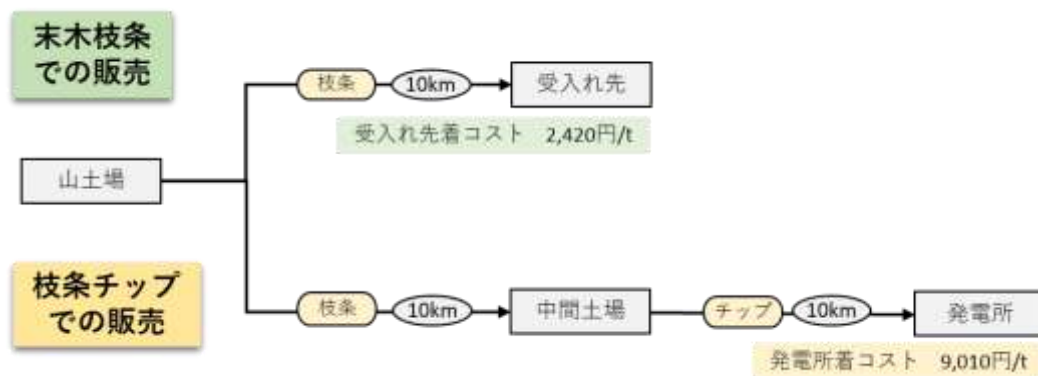 末木枝条
での販売
枝条
10km
受入れ先
受入れ先着コスト 2,420円/t
山土場
枝条チップ
での販売
枝条
10km
中間土場
チップ
10km
発電所
発電所着コスト 9,010円/t